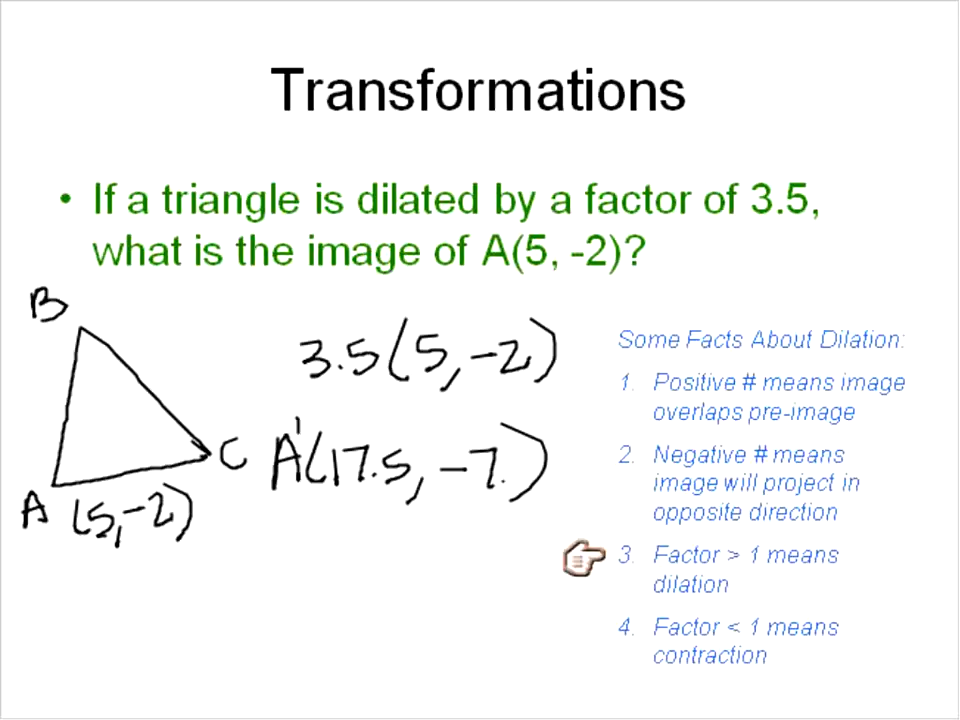 Transformations
• If a triangle is dilated by a factor of 3.5,
what is the image of A(5, -2)?
B
C
A (5,-2)
3.5(5,-2)
A'(17.5, -7.)
Some Facts About Dilation:
1. Positive # means image
overlaps pre-image
2. Negative # means
image will project in
opposite direction
3. Factor > 1 means
dilation
4. Factor < 1 means
contraction